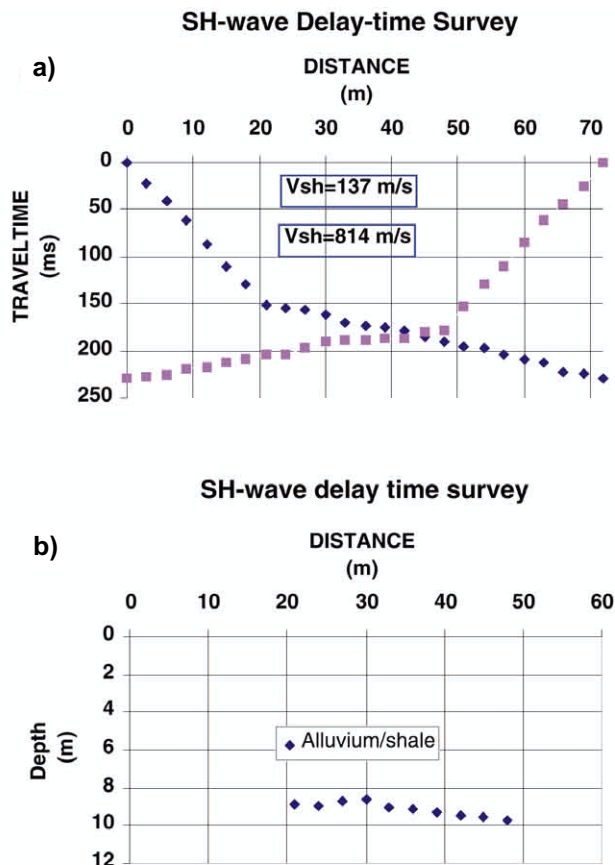 SH-wave Delay-time Survey
a)
DISTANCE
(m)
0 10 20 30 40 50 60 70
0
50
100
150
200
250
TRAVELTIME
(ms)
Vsh=137 m/s
Vsh=814 m/s
SH-wave delay time survey
b)
DISTANCE
(m)
0 10 20 30 40 50 60
0
2
4
6
8
10
12
Depth
(m)
Alluvium/shale